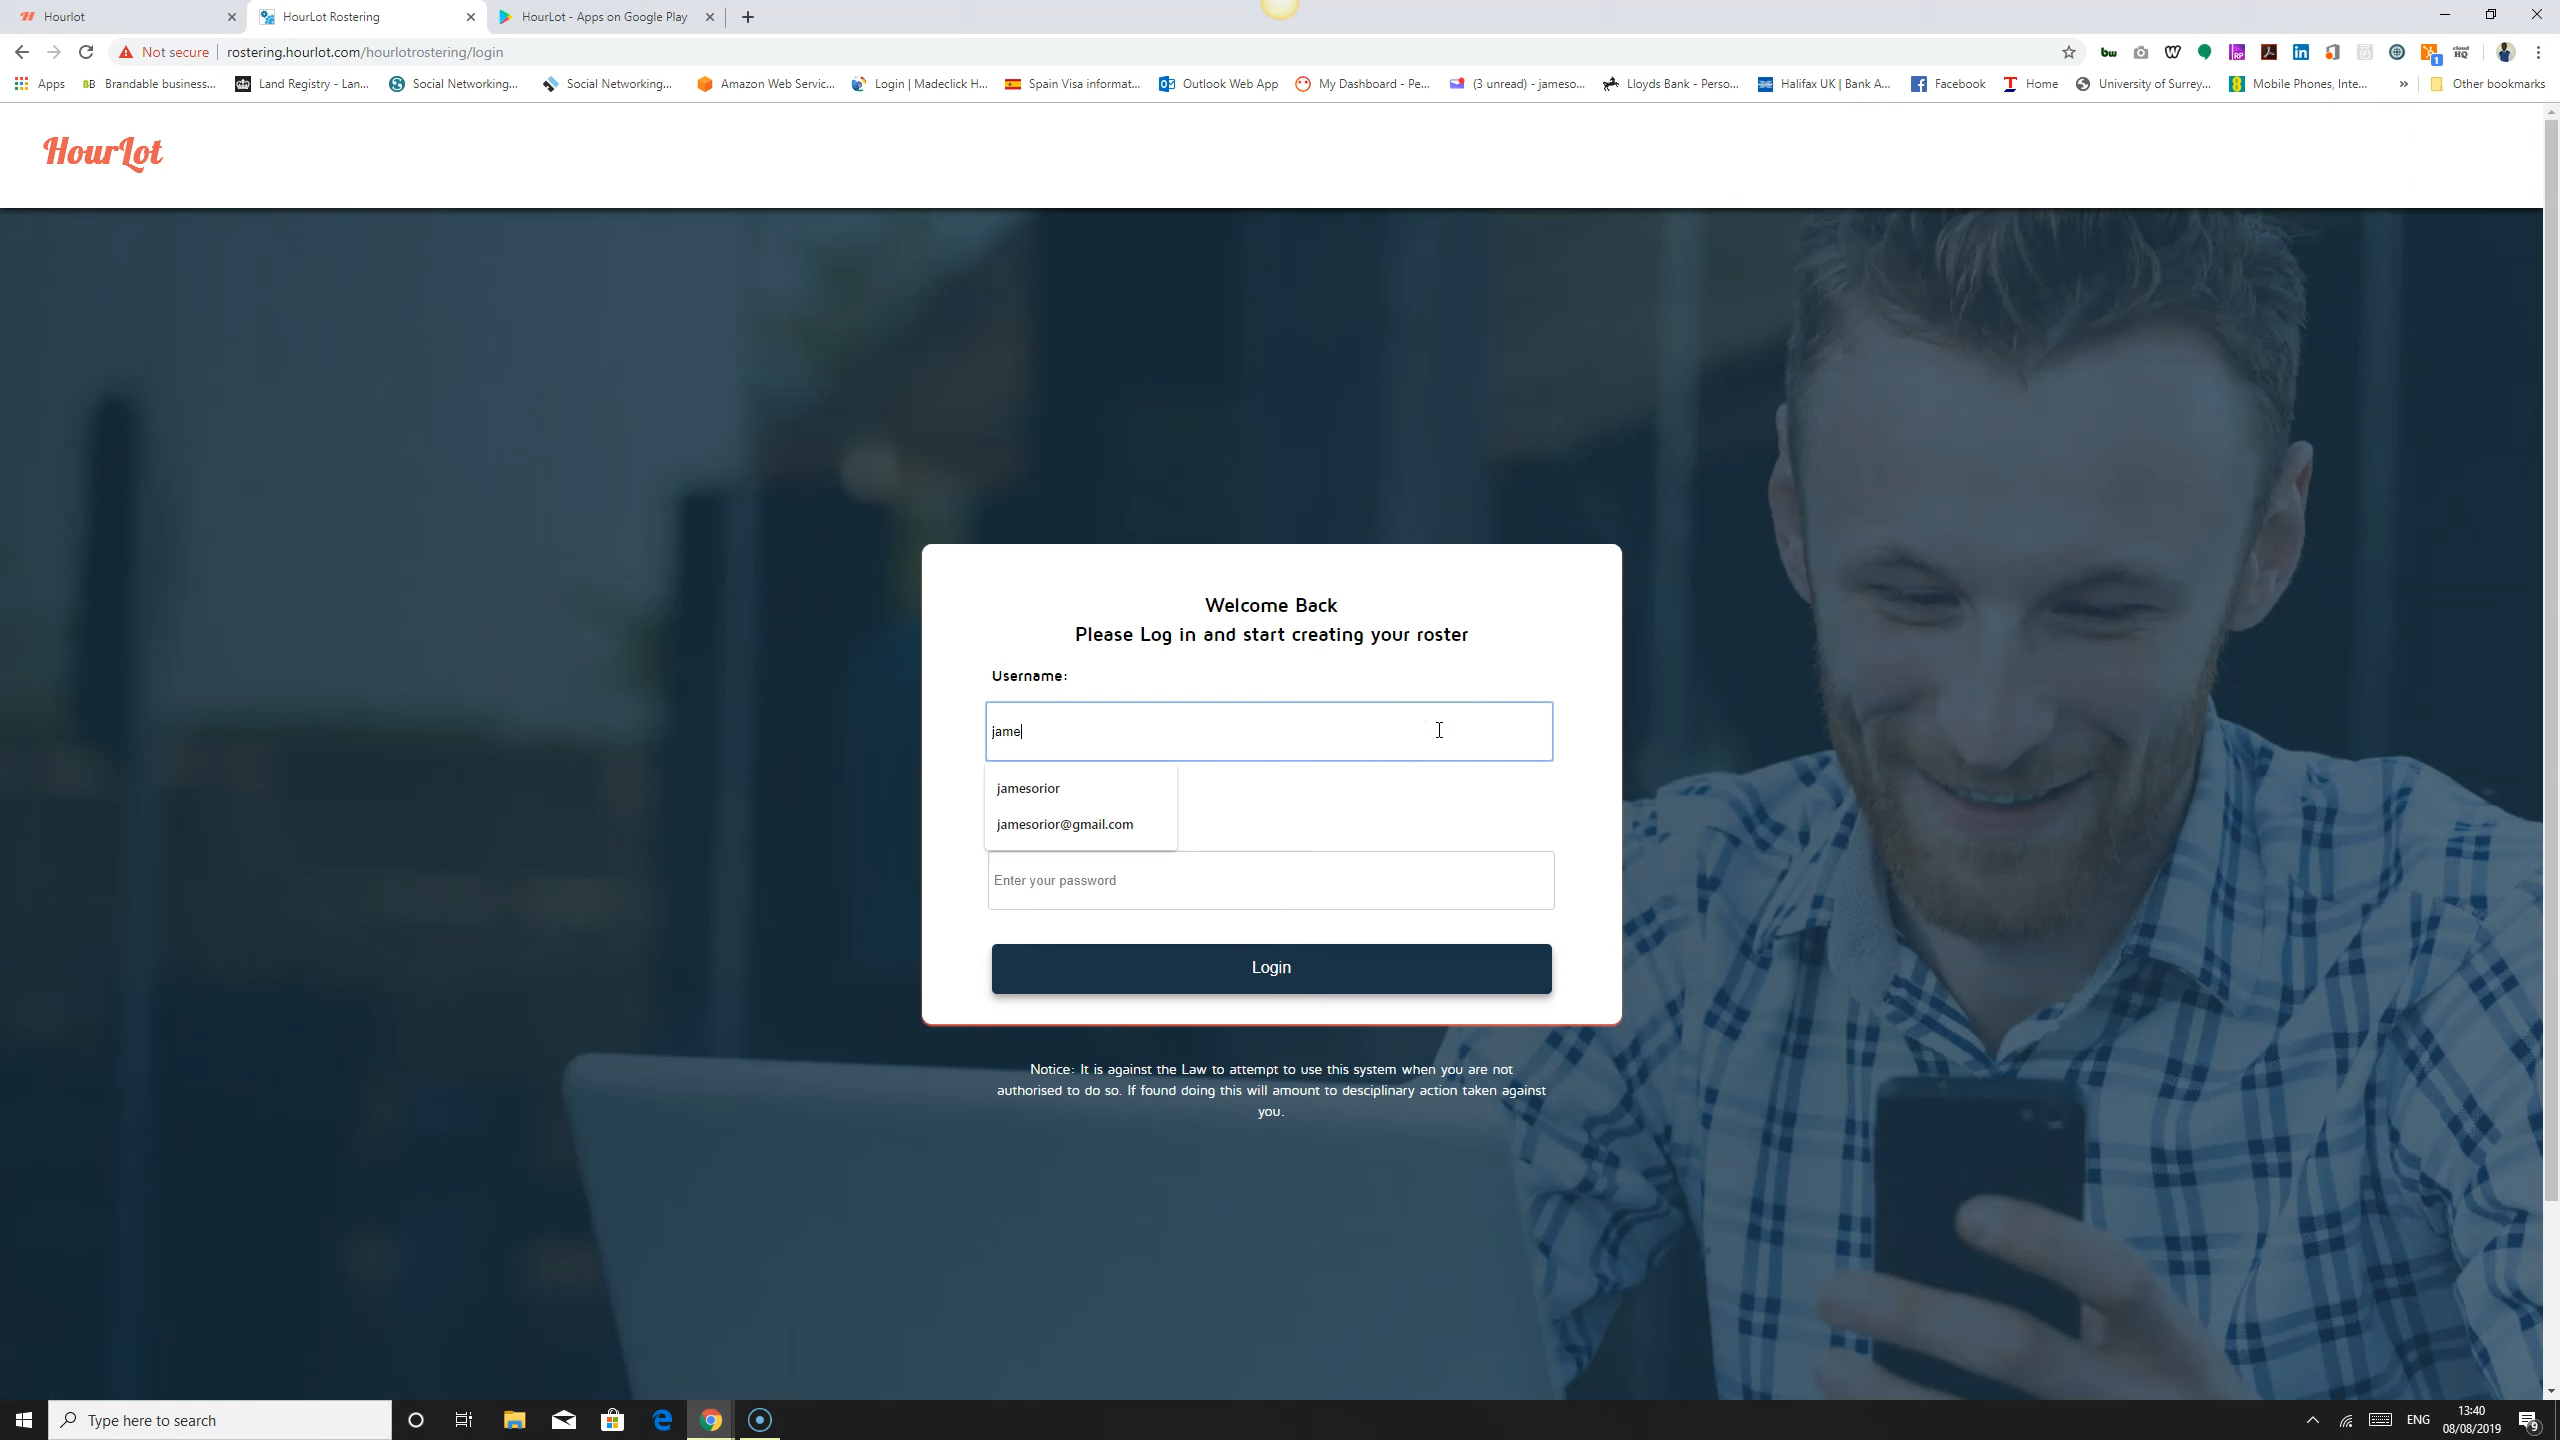 Hourlot
HourLot Rostering
HourLot - Apps on Google Play
Not secure
rostering.hourlot.com/hourlotrostering/login
Apps
BB Brandable business...
Land Registry - Lan...
Social Networking...
Social Networking...
Amazon Web Servic...
Login | Madeclick H...
Spain Visa informat...
Outlook Web App
My Dashboard - Pe...
(3 unread) - jameso...
Lloyds Bank - Perso...
Halifax UK | Bank A...
Facebook
Home
University of Surrey...
Mobile Phones, Inte...
»
Other bookmarks
HourLot
Welcome Back
Please Log in and start creating your roster
Username:
jame
jamesorior
jamesorior@gmail.com
Enter your password
Login
Notice: It is against the Law to attempt to use this system when you are not
authorised to do so. If found doing this will amount to desciplinary action taken against
you.
Type here to search
ENG
13:40
08/08/2019
9